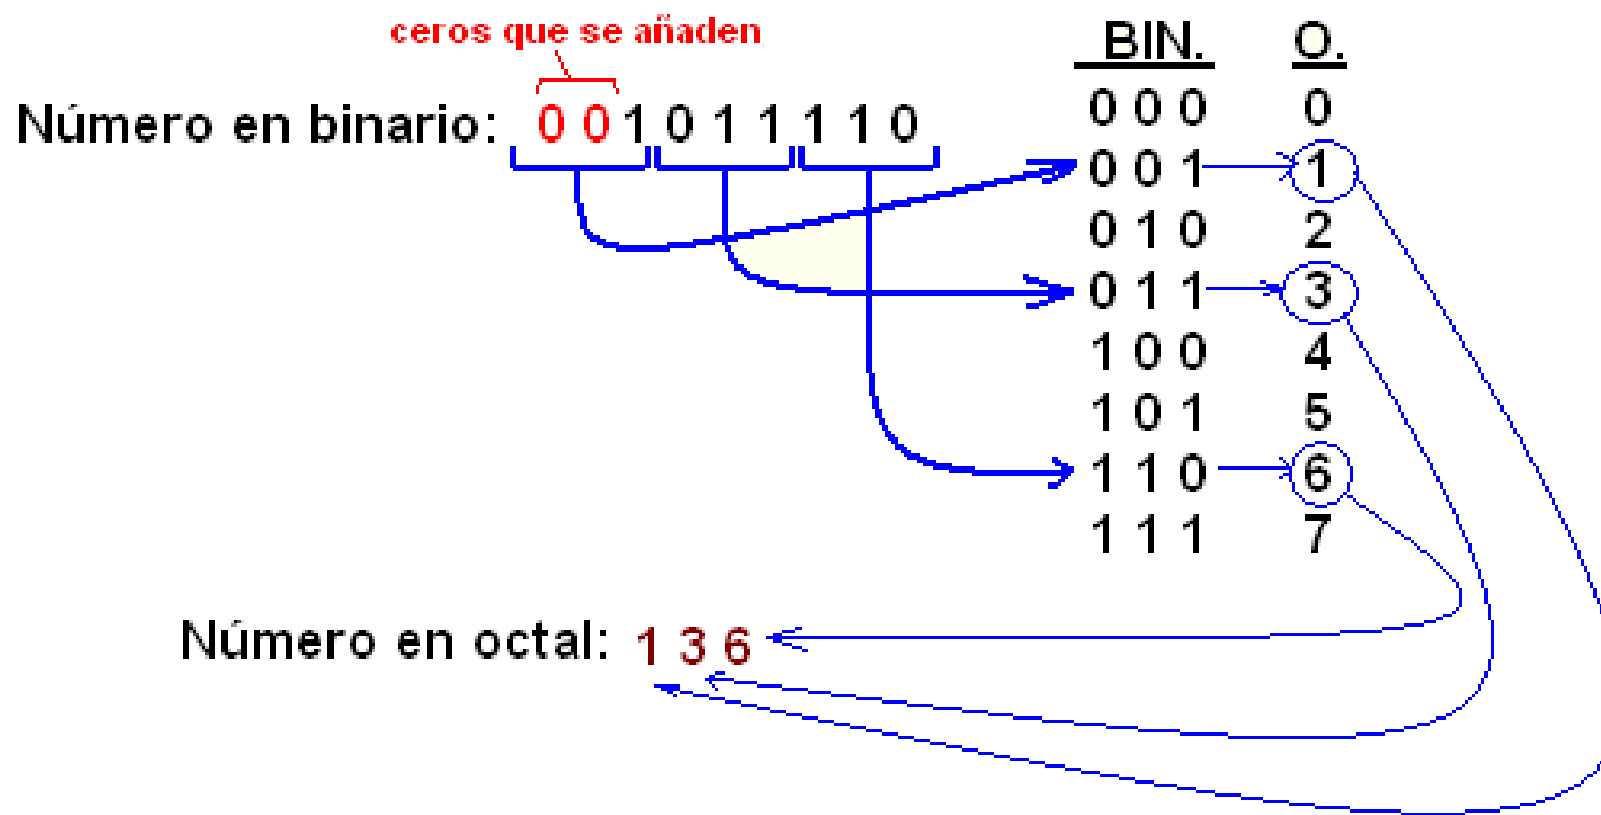 ceros que se añaden
Número en binario: 0 0 1 0 1 1 1 1 0
BIN. O.
0 0 0 0
0 0 1 1
0 1 0 2
0 1 1 3
1 0 0 4
1 0 1 5
1 1 0 6
1 1 1 7
Número en octal: 1 3 6